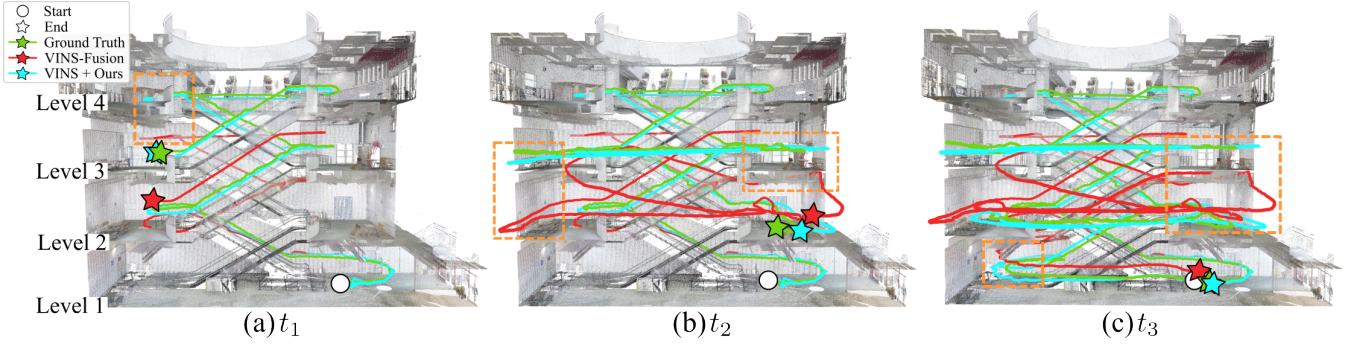 Start
End
Ground Truth
VINS-Fusion
VINS + Ours
Level 4
Level 3
Level 2
Level 1
(a) t₁
(b) t₂
(c) t₃